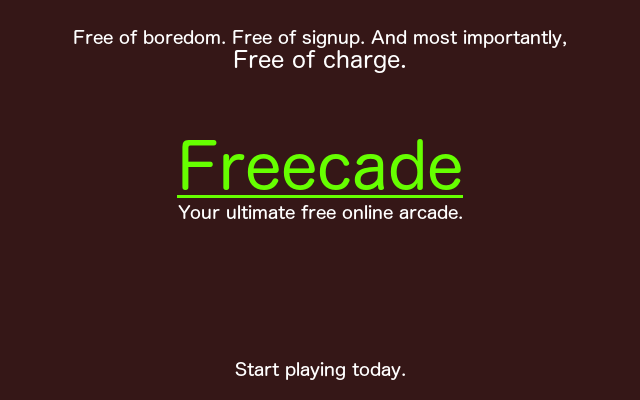 Free of boredom. Free of signup. And most importantly,
Free of charge.
Freecade
Your ultimate free online arcade.
Start playing today.